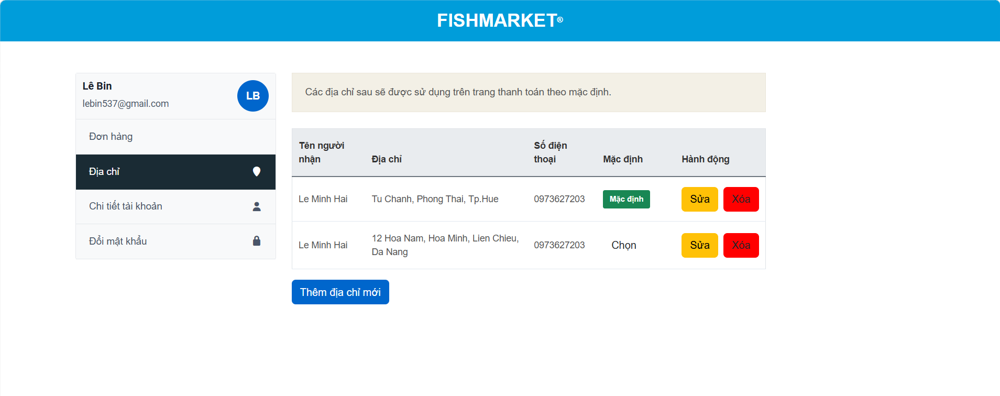 FISHMARKET®
Lê Bin
lebin537@gmail.com
LB
Đơn hàng
Địa chỉ
Chi tiết tài khoản
Đổi mật khẩu
Các địa chỉ sau sẽ được sử dụng trên trang thanh toán theo mặc định.
Tên người
nhận
Địa chỉ
Số điện
thoại
Mặc định
Hành động
Le Minh Hai
Tu Chanh, Phong Thai, Tp.Hue
0973627203
Mặc định
Sửa
Xóa
Le Minh Hai
12 Hoa Nam, Hoa Minh, Lien Chieu,
Da Nang
0973627203
Chọn
Sửa
Xóa
Thêm địa chỉ mới